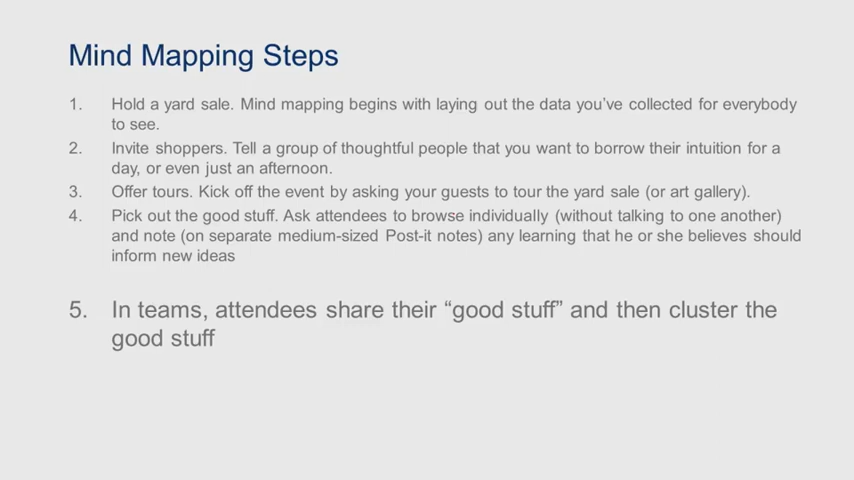 Mind Mapping Steps
1. Hold a yard sale. Mind mapping begins with laying out the data you’ve collected for everybody
to see.
2. Invite shoppers. Tell a group of thoughtful people that you want to borrow their intuition for a
day, or even just an afternoon.
3. Offer tours. Kick off the event by asking your guests to tour the yard sale (or art gallery).
4. Pick out the good stuff. Ask attendees to browse individually (without talking to one another)
and note (on separate medium-sized Post-it notes) any learning that he or she believes should
inform new ideas
5. In teams, attendees share their “good stuff” and then cluster the
good stuff